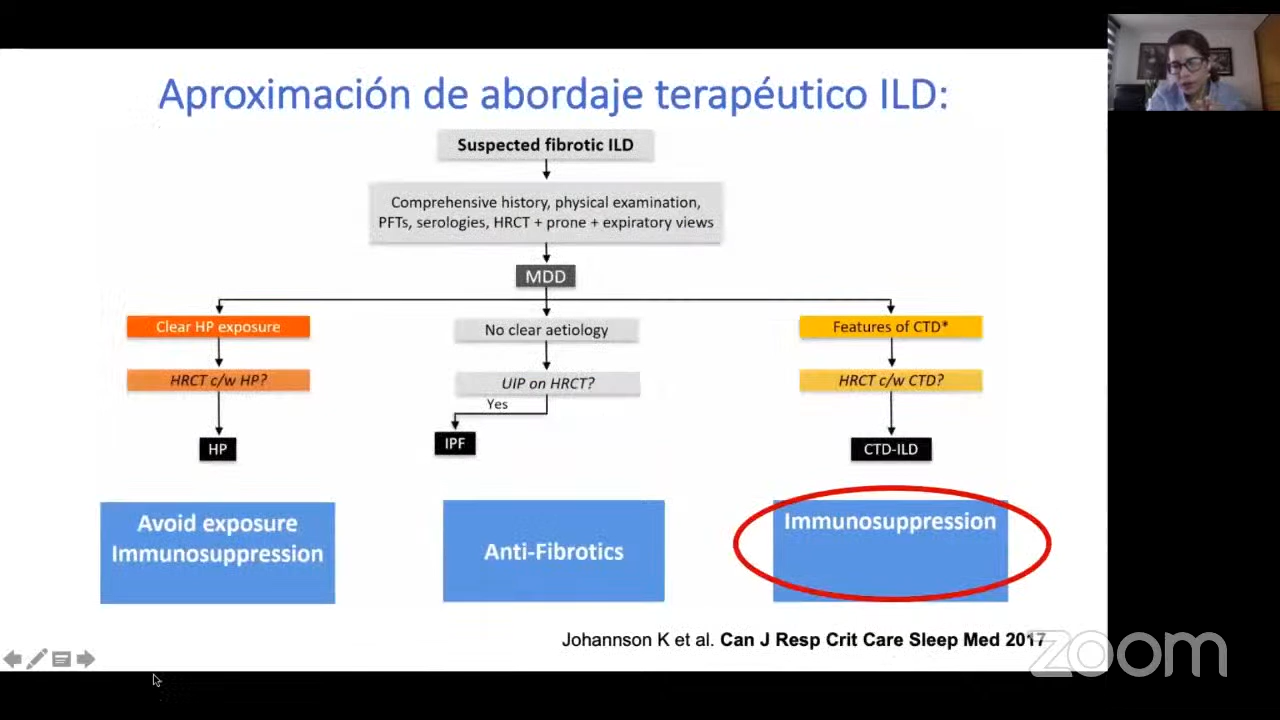 Aproximación de abordaje terapéutico ILD:
Suspected fibrotic ILD
Comprehensive history, physical examination,
PFTs, serologies, HRCT + prone + expiratory views
MDD
Clear HP exposure
No clear aetiology
Features of CTD*
HRCT c/w HP?
UIP on HRCT?
HRCT c/w CTD?
Yes
HP
IPF
CTD-ILD
Avoid exposure
Immunosuppression
Anti-Fibrotics
Immunosuppression
Johannson K et al. Can J Resp Crit Care Sleep Med 2017
zoom